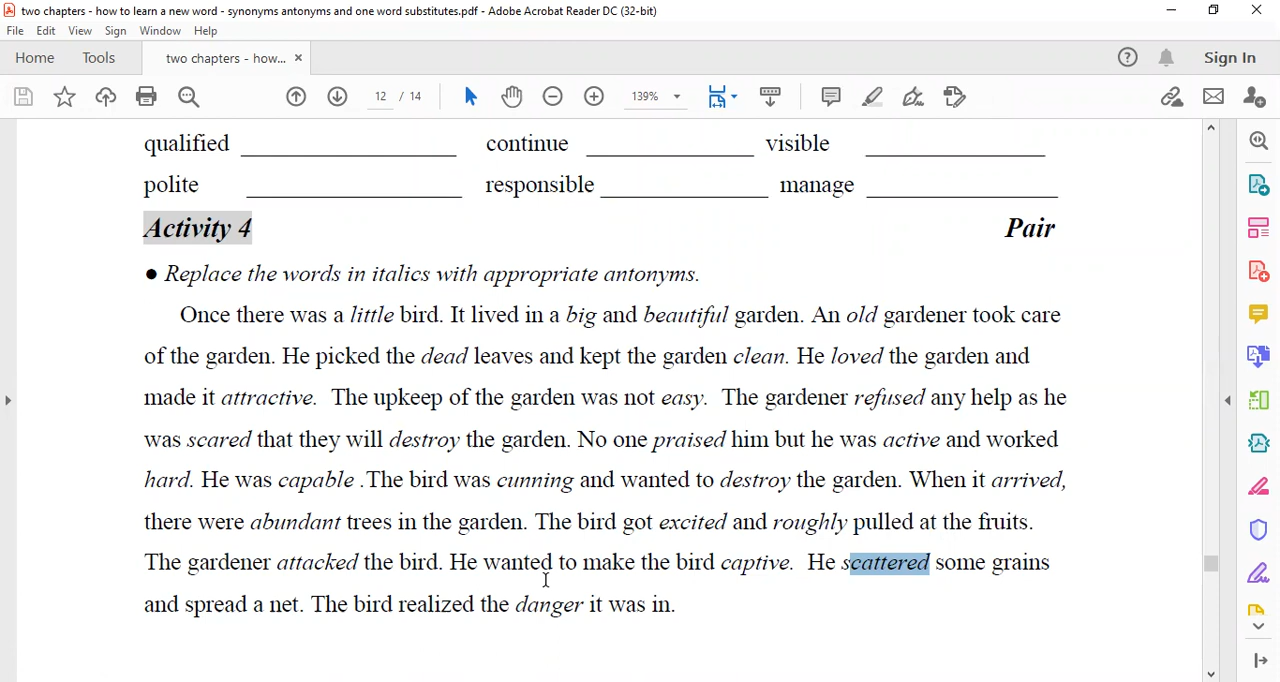 two chapters - how to learn a new word - synonyms antonyms and one word substitutes.pdf - Adobe Acrobat Reader DC (32-bit)
File Edit View Sign Window Help
Home Tools two chapters - how... × Sign In
12 / 14 139%
qualified ____________ continue ____________ visible ____________
polite ____________ responsible ____________ manage ____________
Activity 4 Pair
● Replace the words in italics with appropriate antonyms.
Once there was a little bird. It lived in a big and beautiful garden. An old gardener took care
of the garden. He picked the dead leaves and kept the garden clean. He loved the garden and
made it attractive. The upkeep of the garden was not easy. The gardener refused any help as he
was scared that they will destroy the garden. No one praised him but he was active and worked
hard. He was capable .The bird was cunning and wanted to destroy the garden. When it arrived,
there were abundant trees in the garden. The bird got excited and roughly pulled at the fruits.
The gardener attacked the bird. He wanted to make the bird captive. He scattered some grains
and spread a net. The bird realized the danger it was in.